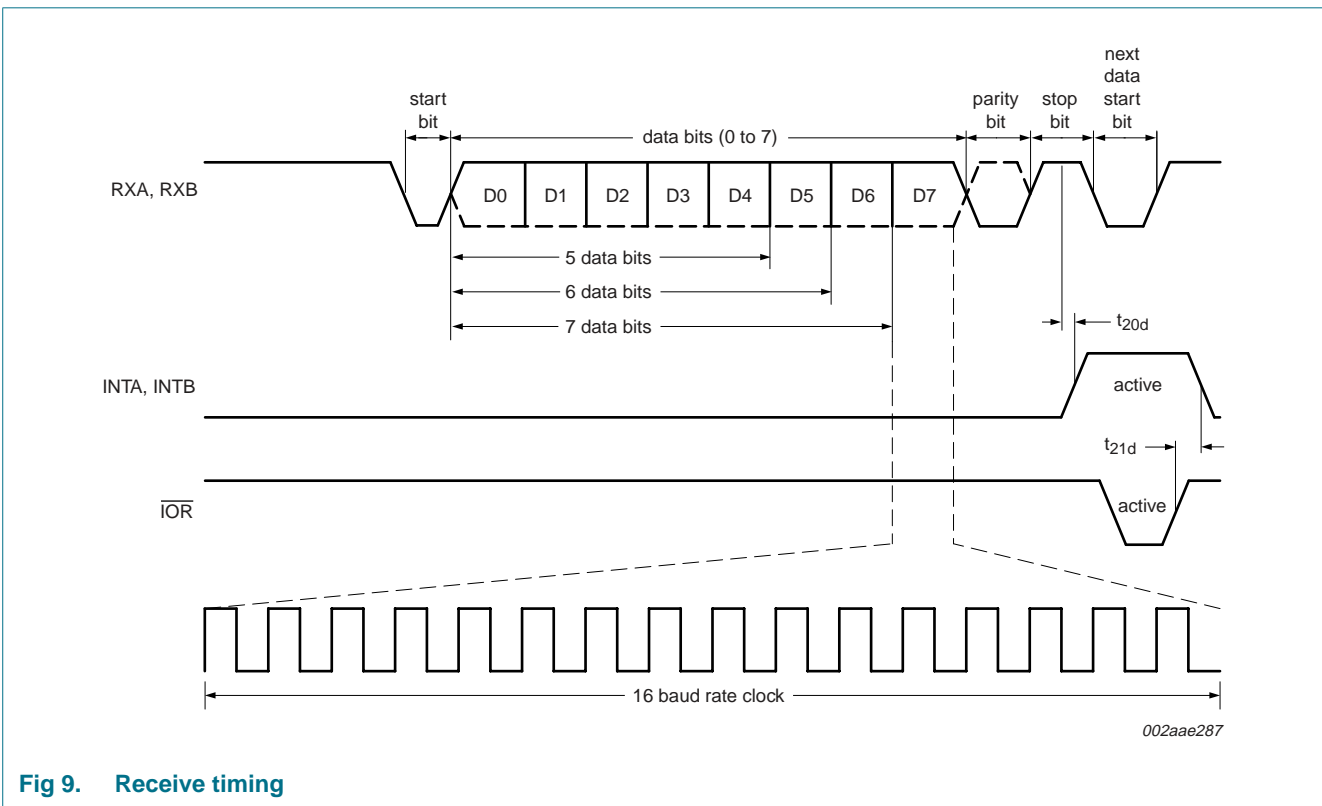 next
data
start
bit
start
bit
parity
bit
stop
bit
data bits (0 to 7)
RXA, RXB
D0 D1 D2 D3 D4 D5 D6 D7
5 data bits
6 data bits
7 data bits
t20d
INTA, INTB
active
t21d
IOR
active
16 baud rate clock
002aae287
Fig 9. Receive timing